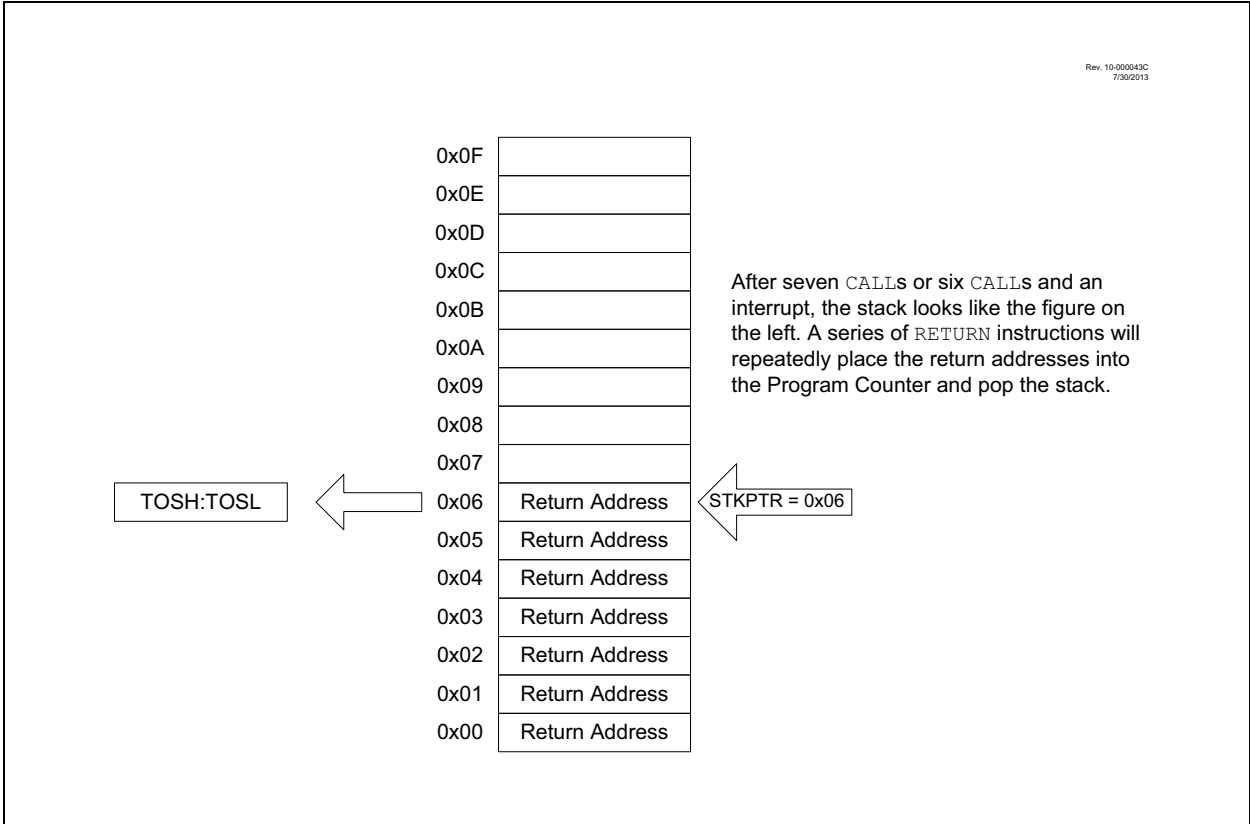 Rev. 10-000043C
7/30/2013
0x0F
0x0E
0x0D
0x0C
0x0B
0x0A
0x09
0x08
0x07
After seven CALLs or six CALLs and an
interrupt, the stack looks like the figure on
the left. A series of RETURN instructions will
repeatedly place the return addresses into
the Program Counter and pop the stack.
TOSH:TOSL
0x06 Return Address
STKPTR = 0x06
0x05 Return Address
0x04 Return Address
0x03 Return Address
0x02 Return Address
0x01 Return Address
0x00 Return Address